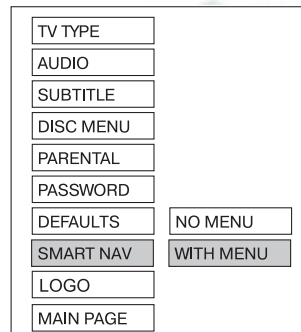 TV TYPE
AUDIO
SUBTITLE
DISC MENU
PARENTAL
PASSWORD
DEFAULTS NO MENU
SMART NAV WITH MENU
LOGO
MAIN PAGE